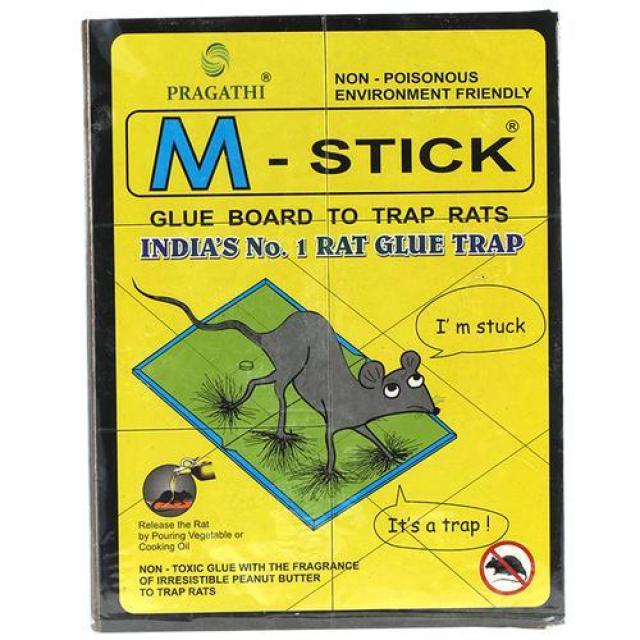 PRAGATHI ®
NON - POISONOUS
ENVIRONMENT FRIENDLY
M - STICK ®
GLUE BOARD TO TRAP RATS
INDIA'S No. 1 RAT GLUE TRAP
I' m stuck
It's a trap !
Release the Rat
by Pouring Vegetable or
Cooking Oil
NON - TOXIC GLUE WITH THE FRAGRANCE
OF IRRESISTIBLE PEANUT BUTTER
TO TRAP RATS